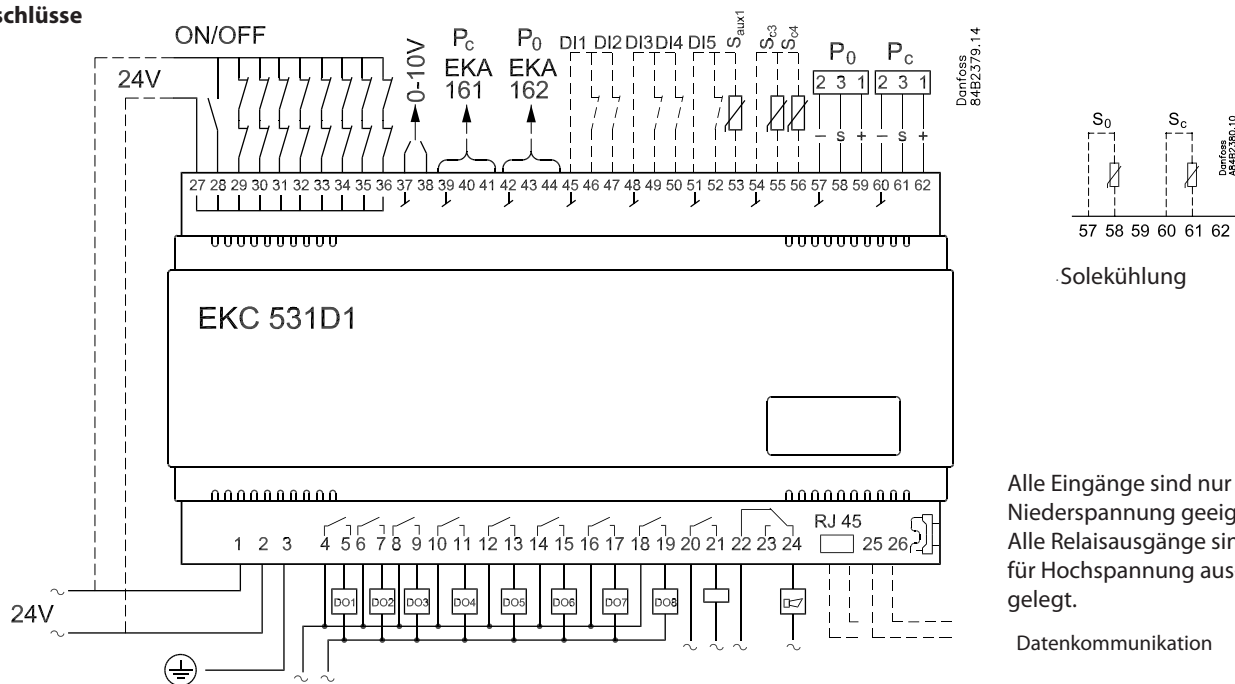 schlüsse
ON/OFF
24V
0-10V
Pc EKA 161
P0 EKA 162
DI1 DI2 DI3 DI4 DI5 Saux1 Sc3 Sc4
P0 Pc
2 3 1 2 3 1
– s + – s +
Danfoss
84B2379.14
27 28 29 30 31 32 33 34 35 36 37 38 39 40 41 42 43 44 45 46 47 48 49 50 51 52 53 54 55 56 57 58 59 60 61 62
S0 Sc
Danfoss
A84B2380.10
57 58 59 60 61 62
Solekühlung
EKC 531D1
RJ 45
1 2 3 4 5 6 7 8 9 10 11 12 13 14 15 16 17 18 19 20 21 22 23 24 25 26
DO1 DO2 DO3 DO4 DO5 DO6 DO7 DO8
24V
Alle Eingänge sind nur
Niederspannung geeig
Alle Relaisausgänge sin
für Hochspannung aus
gelegt.
Datenkommunikation